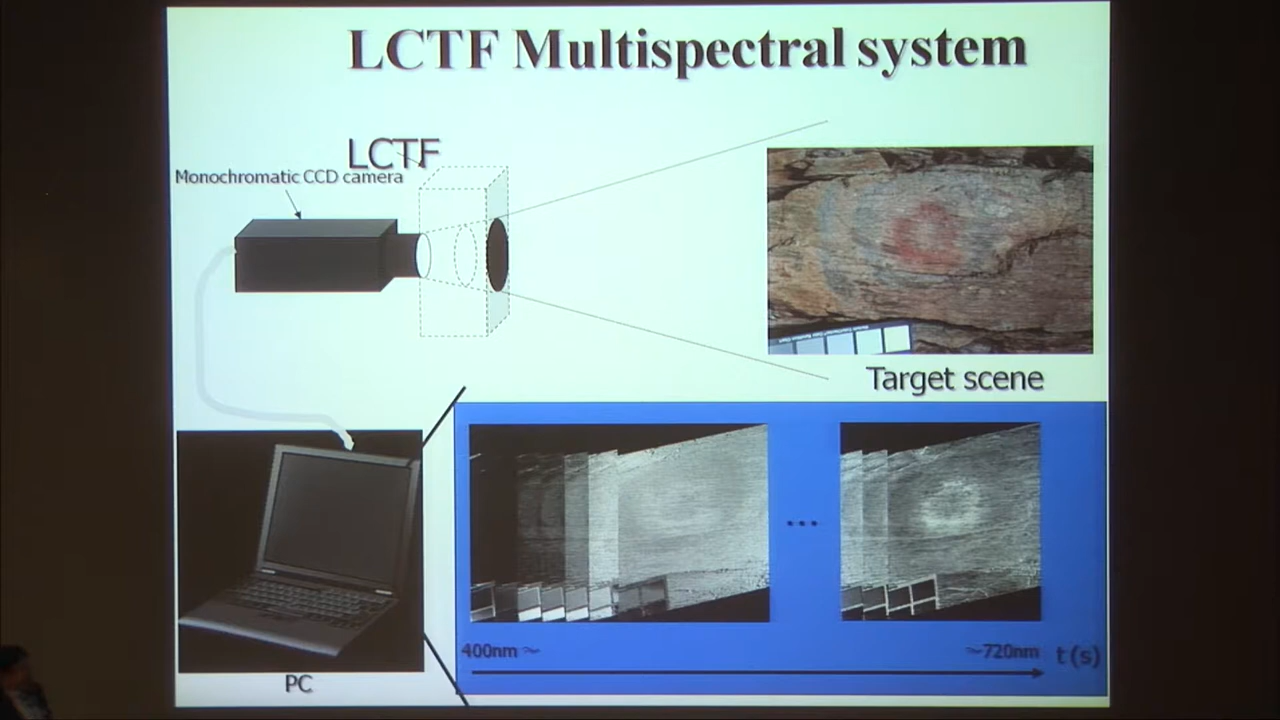 LCTF Multispectral system
LCTF
Monochromatic CCD camera
Target scene
400nm ～
～720nm
t(s)
PC